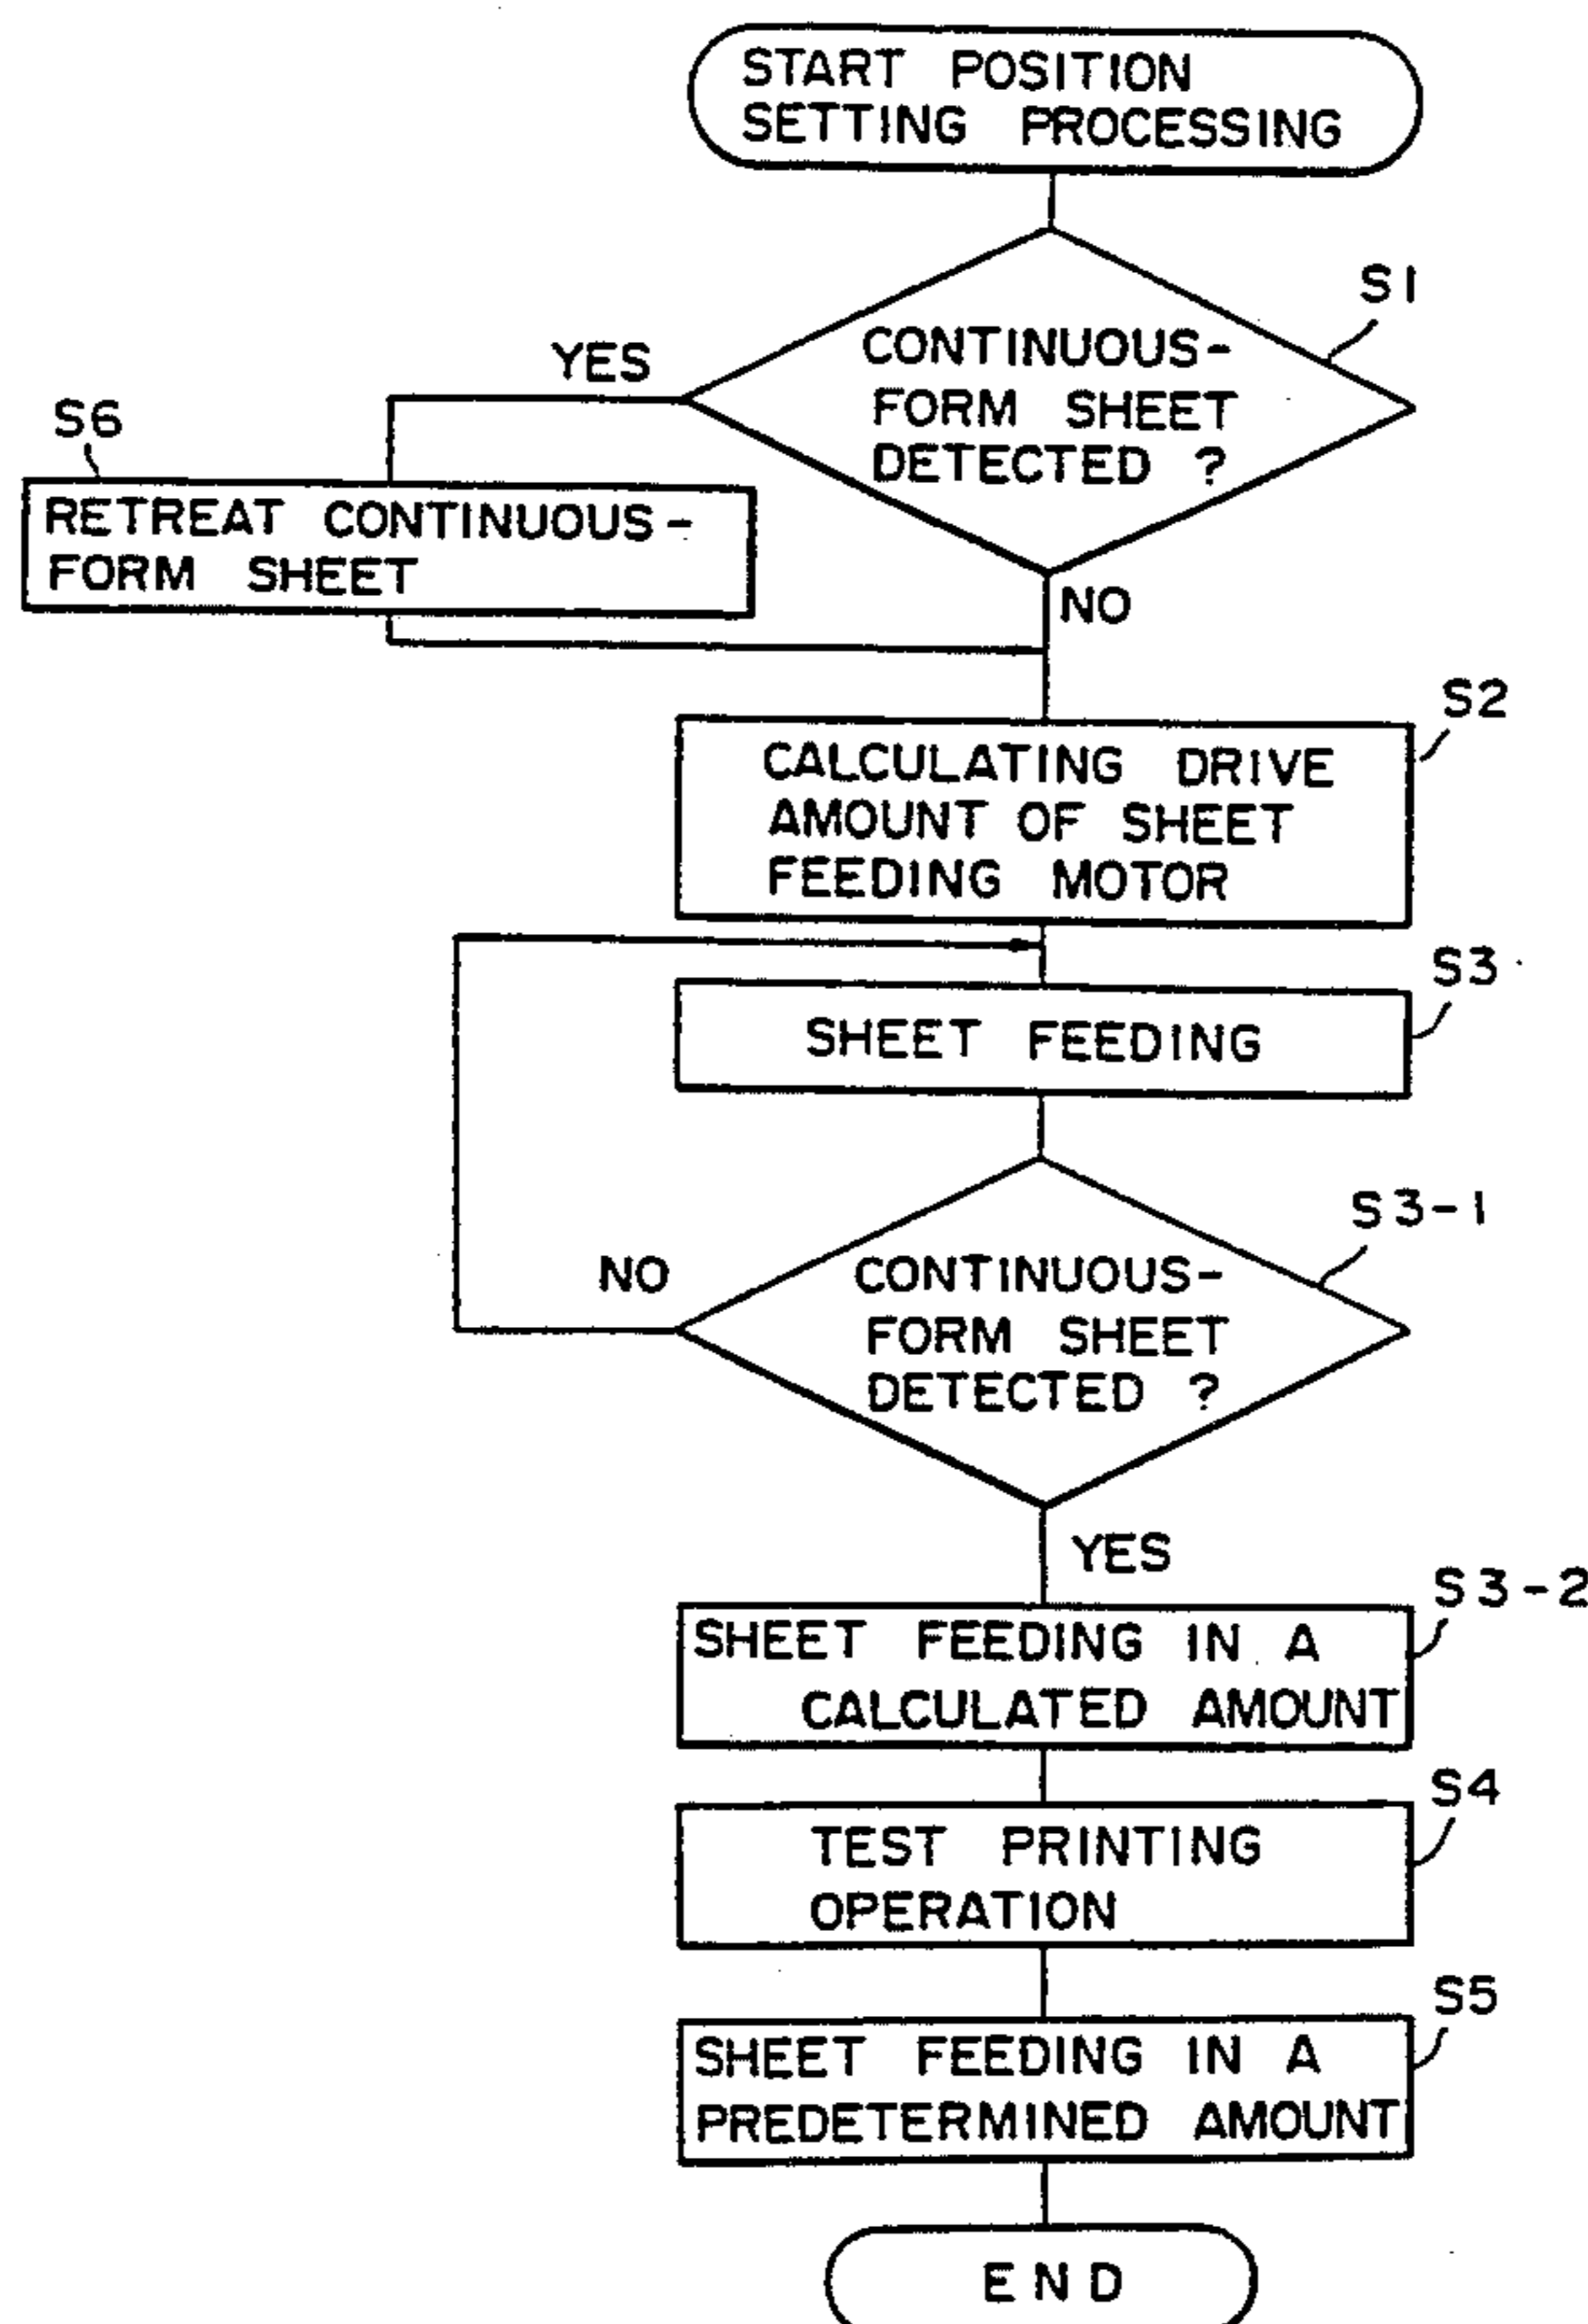 START POSITION
SETTING PROCESSING
S1
CONTINUOUS-
FORM SHEET
DETECTED ?
YES
S6
RETREAT CONTINUOUS-
FORM SHEET
NO
S2
CALCULATING DRIVE
AMOUNT OF SHEET
FEEDING MOTOR
S3
SHEET FEEDING
S3-1
CONTINUOUS-
FORM SHEET
DETECTED ?
NO
YES
S3-2
SHEET FEEDING IN A
CALCULATED AMOUNT
S4
TEST PRINTING
OPERATION
S5
SHEET FEEDING IN A
PREDETERMINED AMOUNT
END